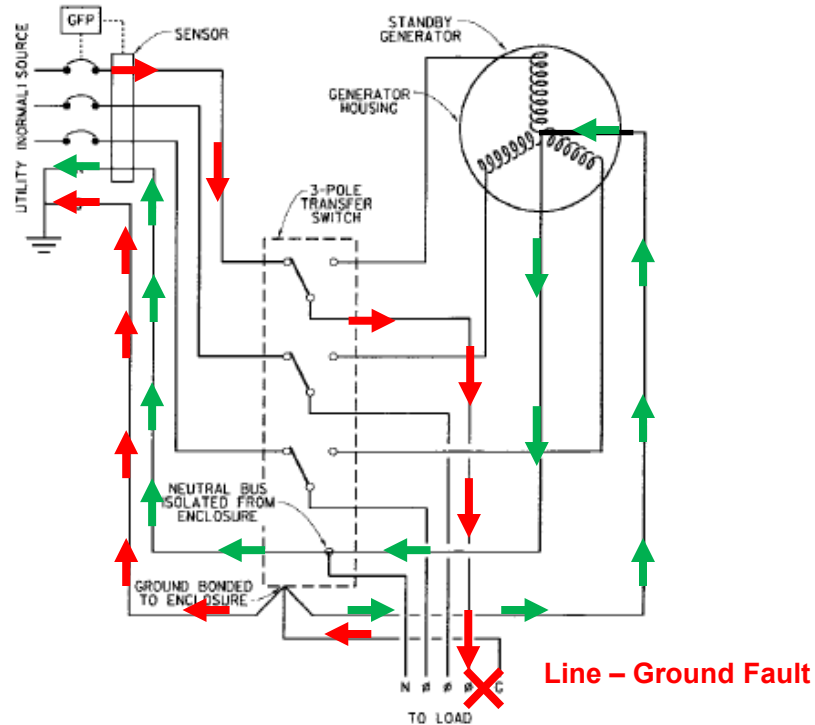 GFP
SENSOR
UTILITY (NORMAL) SOURCE
STANDBY
GENERATOR
GENERATOR
HOUSING
3-POLE
TRANSFER
SWITCH
NEUTRAL BUS
ISOLATED FROM
ENCLOSURE
GROUND BONDED
TO ENCLOSURE
N Ø Ø Ø G
TO LOAD
Line – Ground Fault